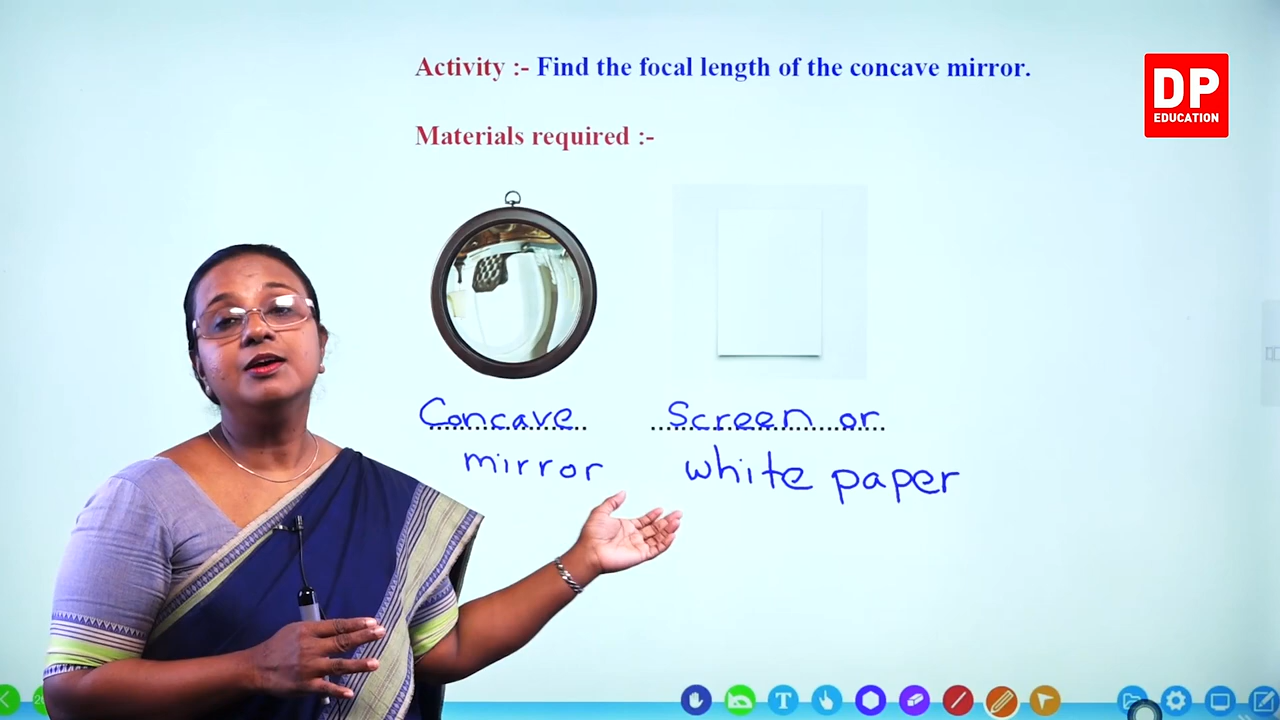 Activity :- Find the focal length of the concave mirror.
DP
EDUCATION
Materials required :-
Concave
mirror
Screen or
white paper